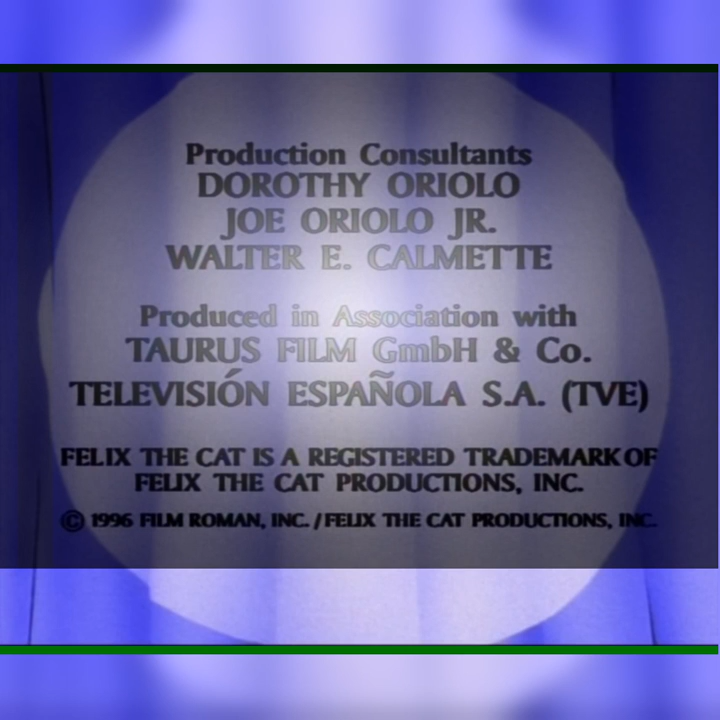 Production Consultants
DOROTHY ORIOLO
JOE ORIOLO JR.
WALTER E. CALMETTE
Produced in Association with
TAURUS FILM GmbH & Co.
TELEVISIÓN ESPAÑOLA S.A. (TVE)
FELIX THE CAT IS A REGISTERED TRADEMARK OF
FELIX THE CAT PRODUCTIONS, INC.
© 1996 FILM ROMAN, INC. / FELIX THE CAT PRODUCTIONS, INC.